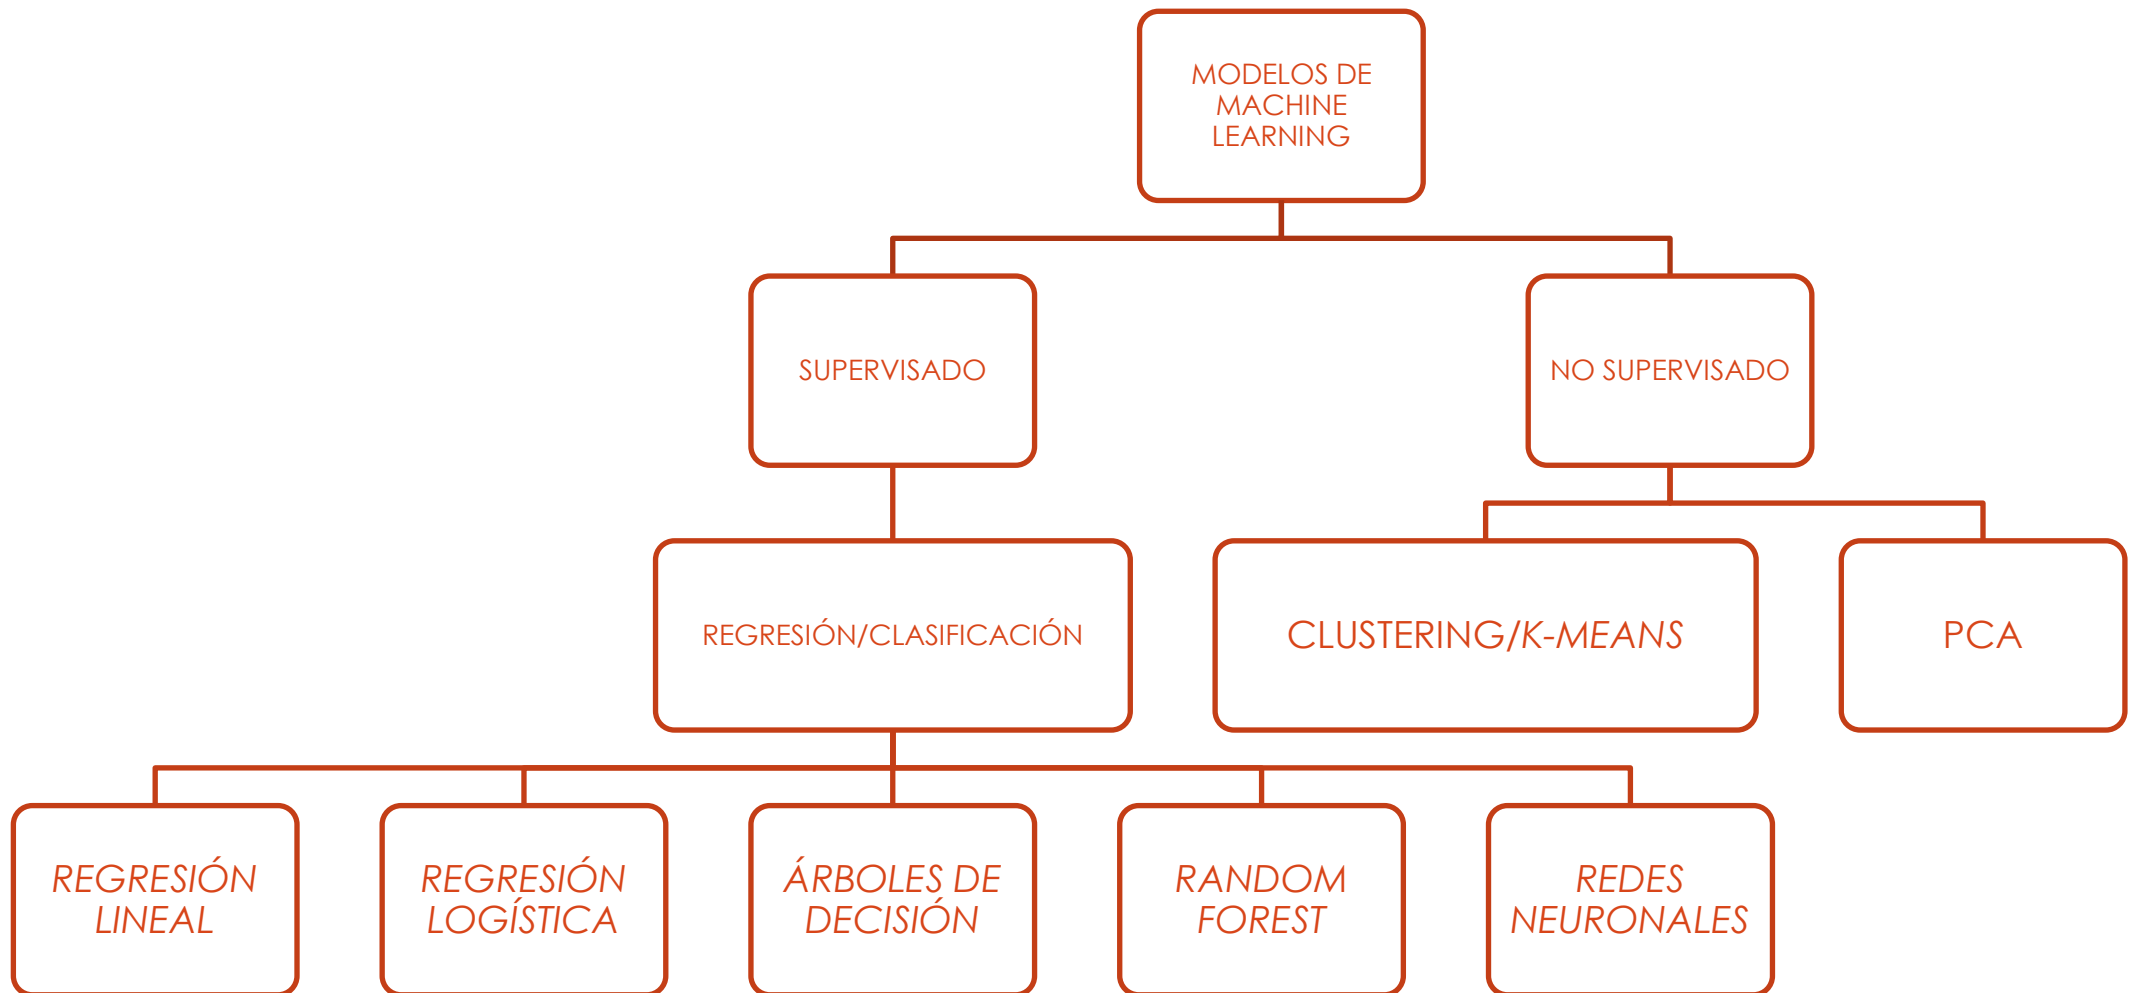 MODELOS DE
MACHINE
LEARNING
SUPERVISADO
NO SUPERVISADO
REGRESIÓN/CLASIFICACIÓN
CLUSTERING/K-MEANS
PCA
REGRESIÓN
LINEAL
REGRESIÓN
LOGÍSTICA
ÁRBOLES DE
DECISIÓN
RANDOM
FOREST
REDES
NEURONALES